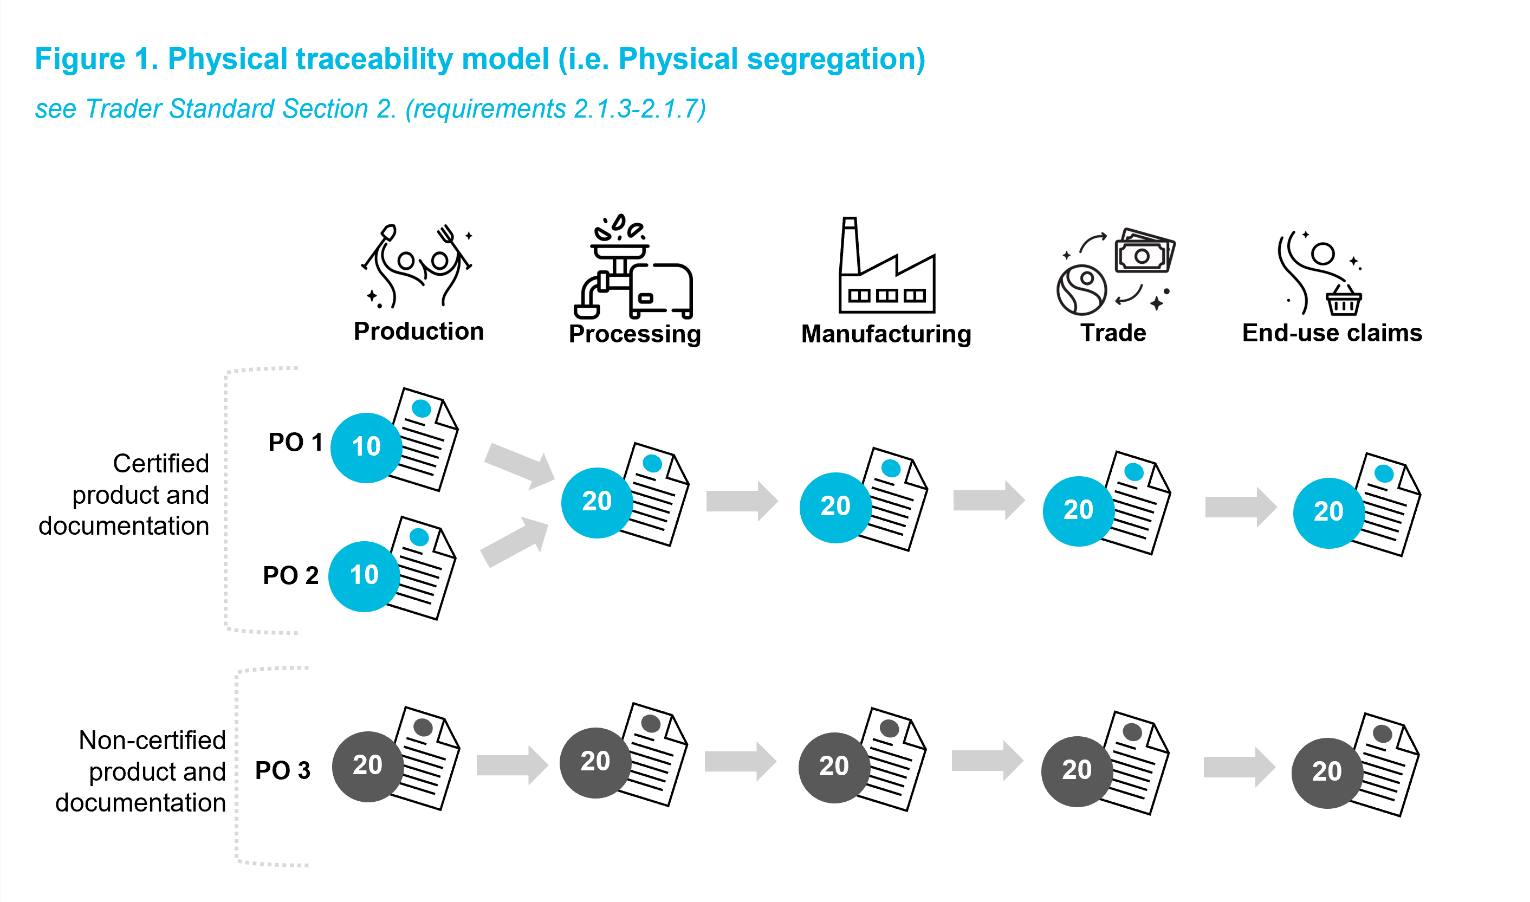 Figure 1. Physical traceability model (i.e. Physical segregation)
see Trader Standard Section 2. (requirements 2.1.3-2.1.7)
Production
Processing
Manufacturing
Trade
End-use claims
Certified
product and
documentation
PO 1
10
PO 2
10
20
20
20
20
Non-certified
product and
documentation
PO 3
20
20
20
20
20